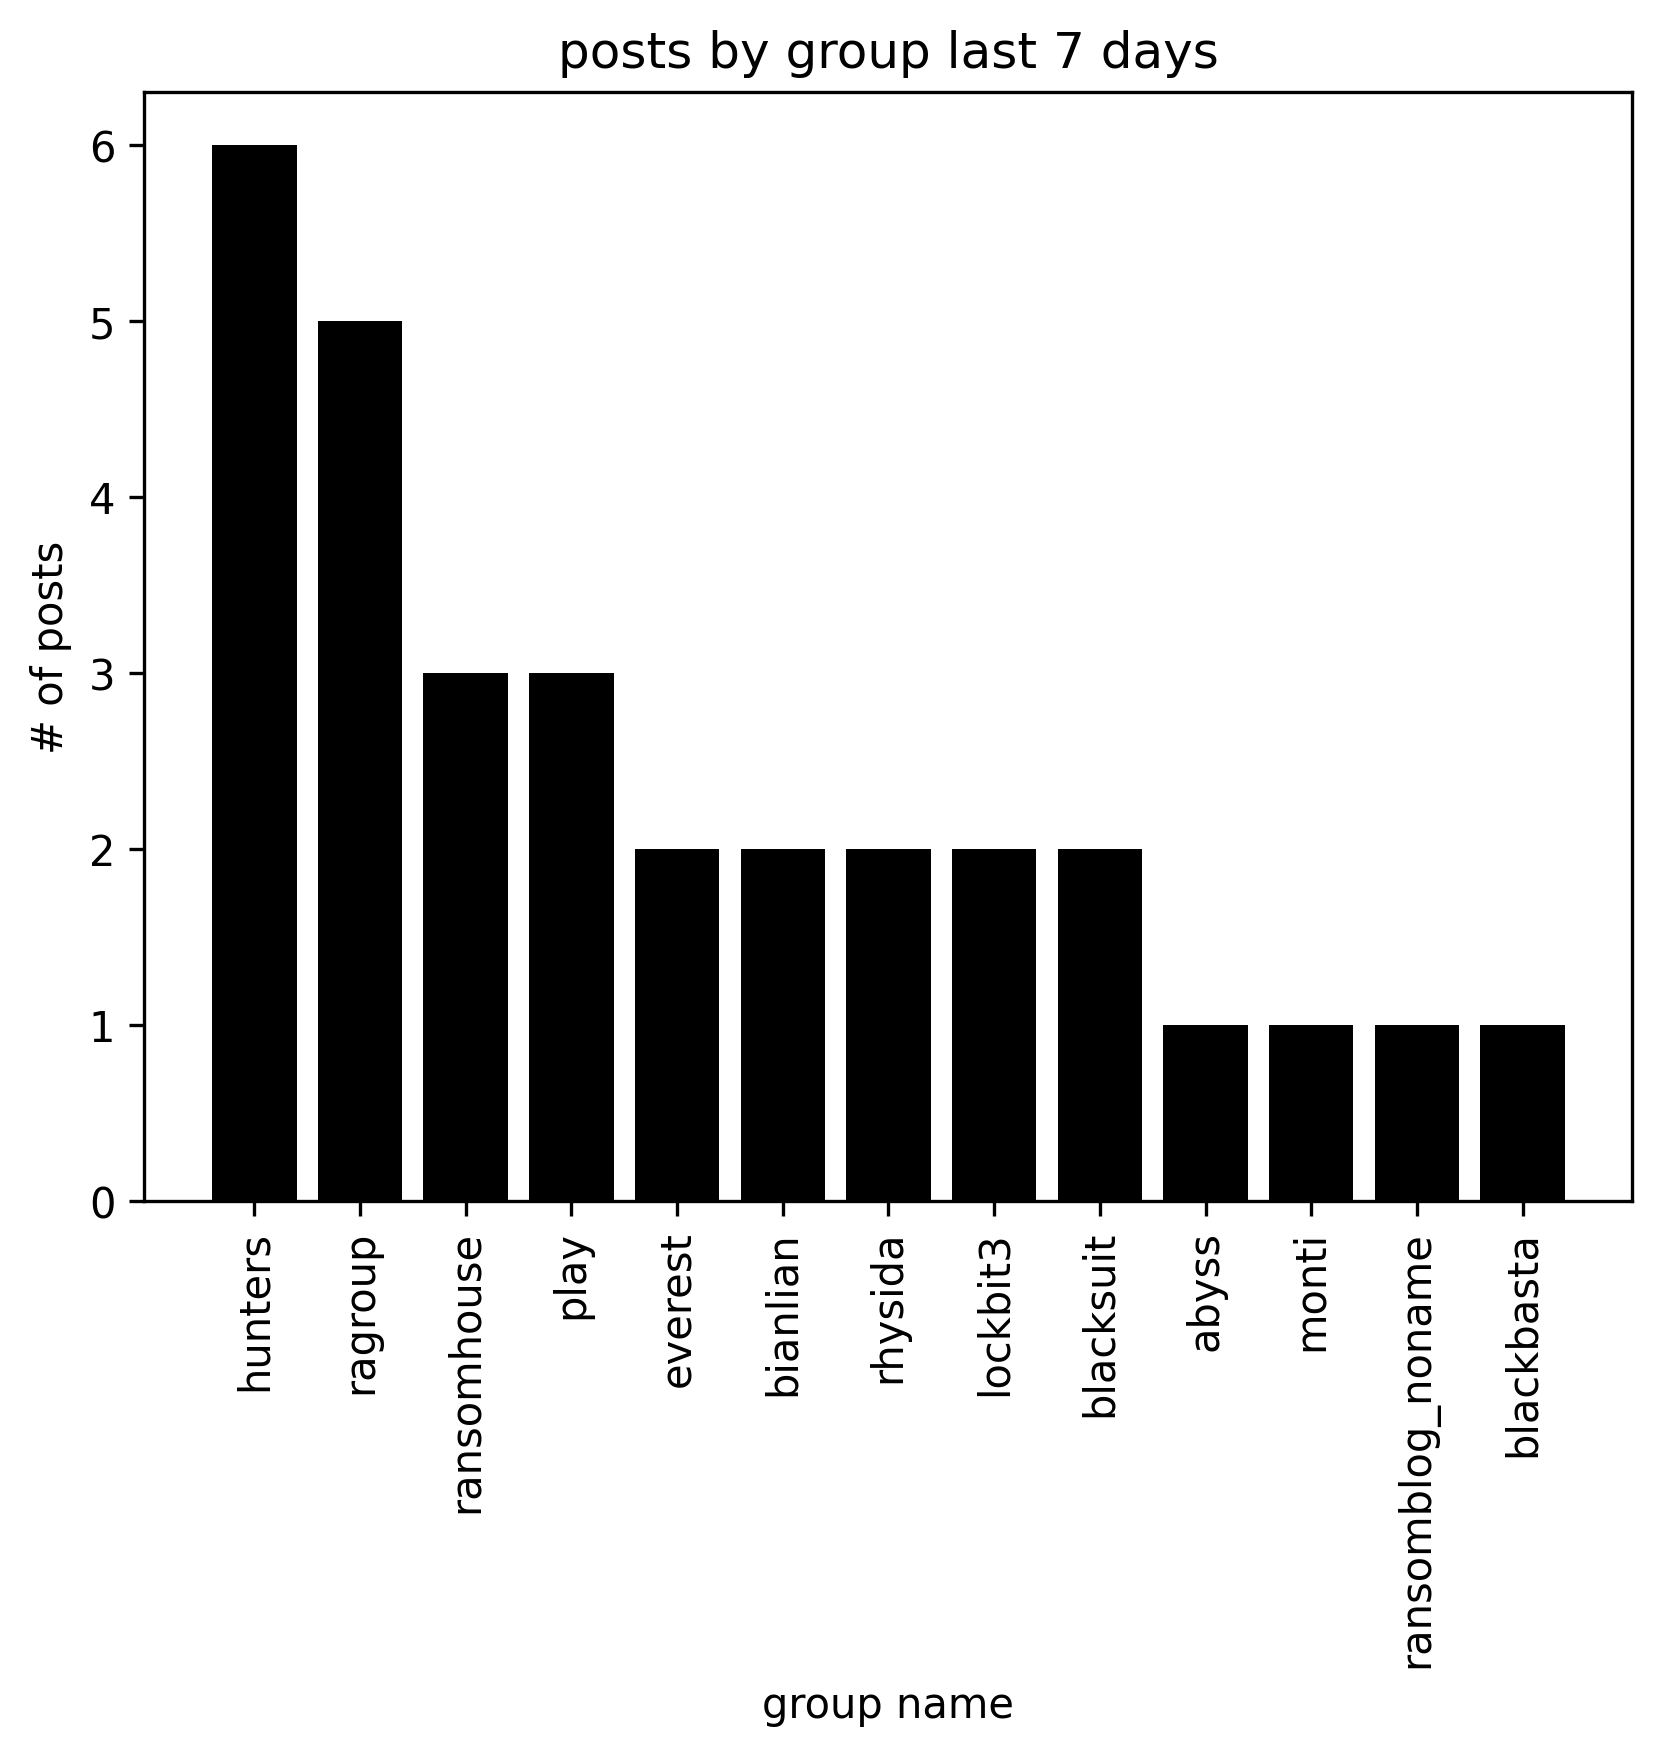 posts by group last 7 days
6
5
4
3
2
1
0
# of posts
hunters
ragroup
ransomhouse
play
everest
bianlian
rhysida
lockbit3
blacksuit
abyss
monti
ransomblog_noname
blackbasta
group name